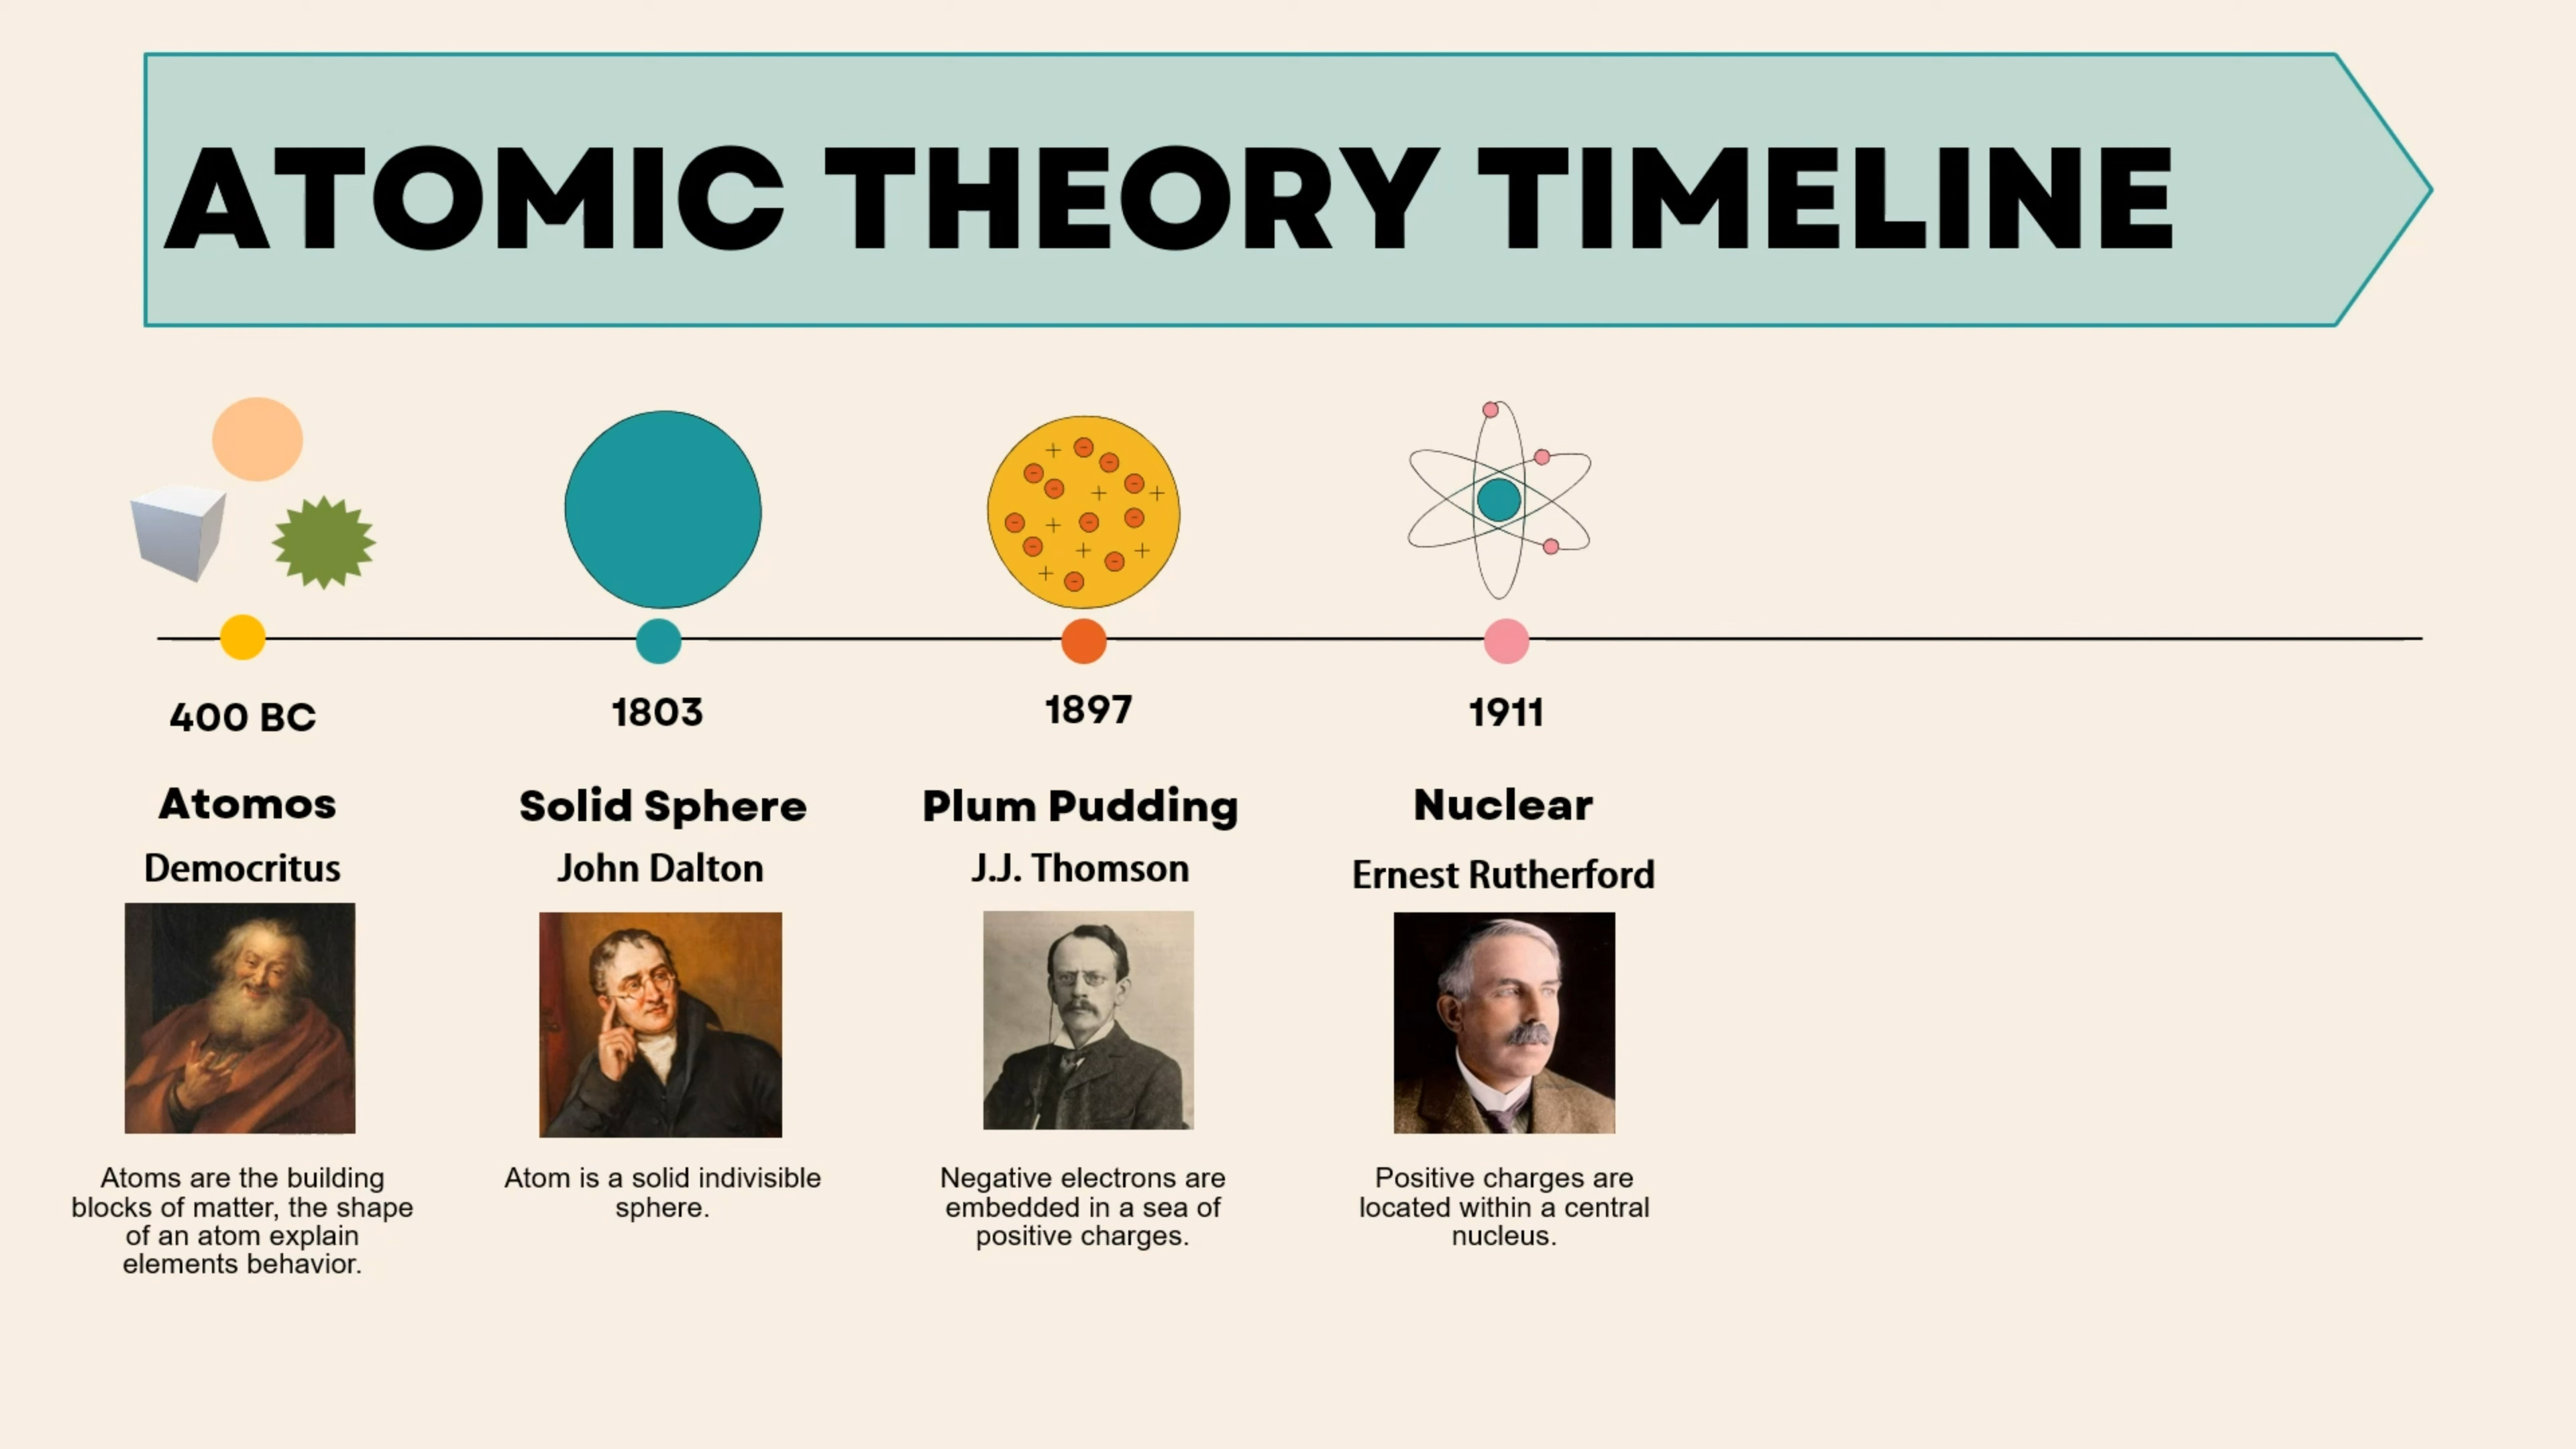 ATOMIC THEORY TIMELINE
400 BC
Atomos
Democritus
Atoms are the building
blocks of matter, the shape
of an atom explain
elements behavior.
1803
Solid Sphere
John Dalton
Atom is a solid indivisible
sphere.
1897
Plum Pudding
J.J. Thomson
Negative electrons are
embedded in a sea of
positive charges.
1911
Nuclear
Ernest Rutherford
Positive charges are
located within a central
nucleus.